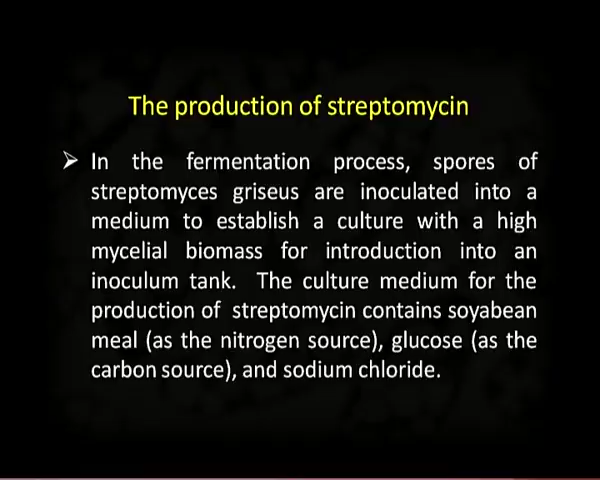 The production of streptomycin
➢ In the fermentation process, spores of
streptomyces griseus are inoculated into a
medium to establish a culture with a high
mycelial biomass for introduction into an
inoculum tank. The culture medium for the
production of streptomycin contains soyabean
meal (as the nitrogen source), glucose (as the
carbon source), and sodium chloride.